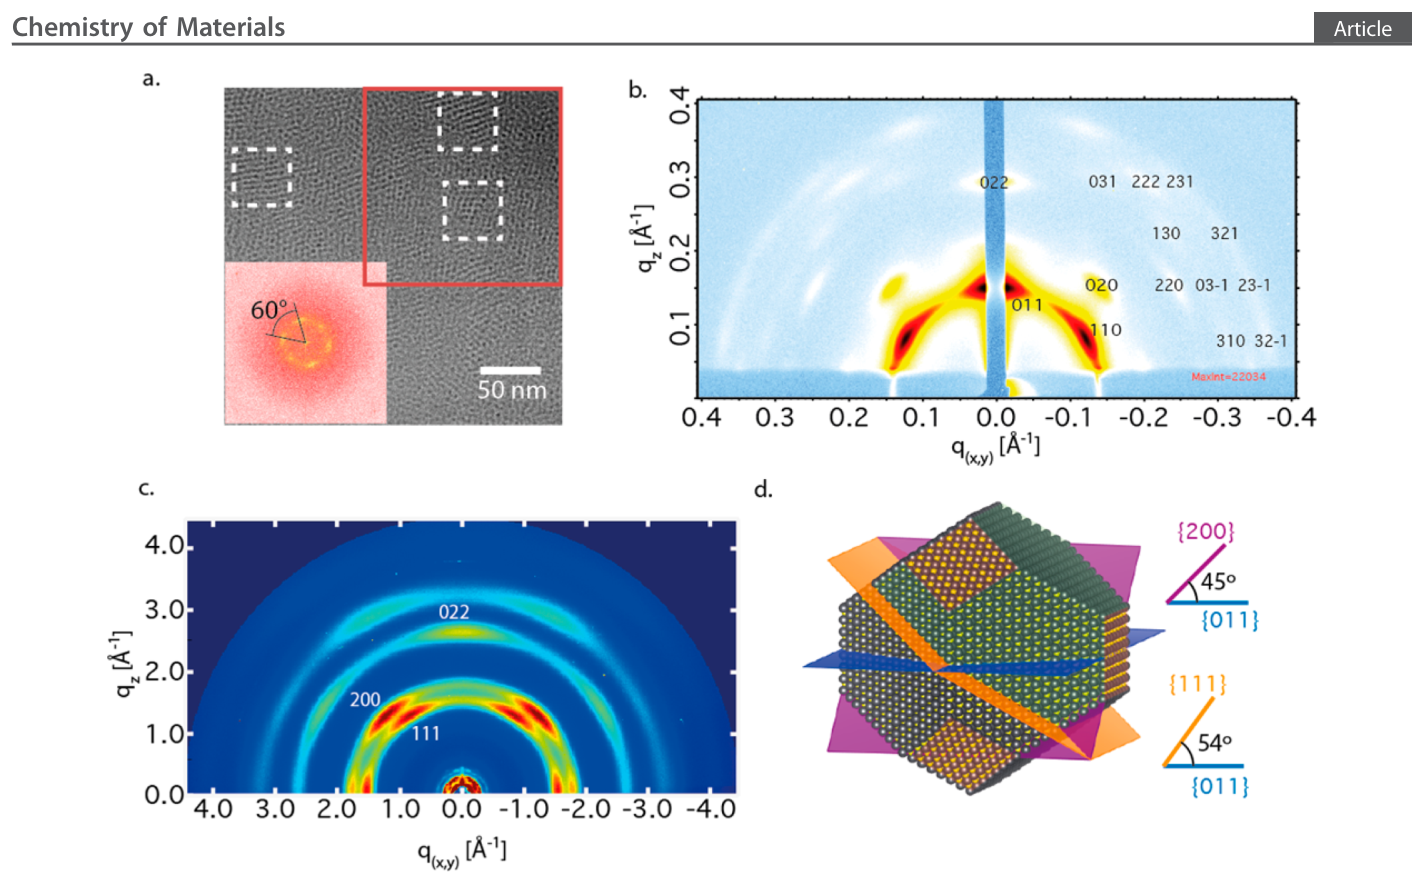 Chemistry of Materials
Article
a.
60°
50 nm
b.
0.4
0.3
0.2
0.1
qz [Å-1]
022
031 222 231
130 321
020 220 03-1 23-1
011
110
310 32-1
MaxInt=22034
0.4 0.3 0.2 0.1 0.0 -0.1 -0.2 -0.3 -0.4
q(x,y) [Å-1]
c.
4.0
3.0
2.0
1.0
0.0
qz [Å-1]
022
200
111
4.0 3.0 2.0 1.0 0.0 -1.0 -2.0 -3.0 -4.0
q(x,y) [Å-1]
d.
{200}
45°
{011}
{111}
54°
{011}